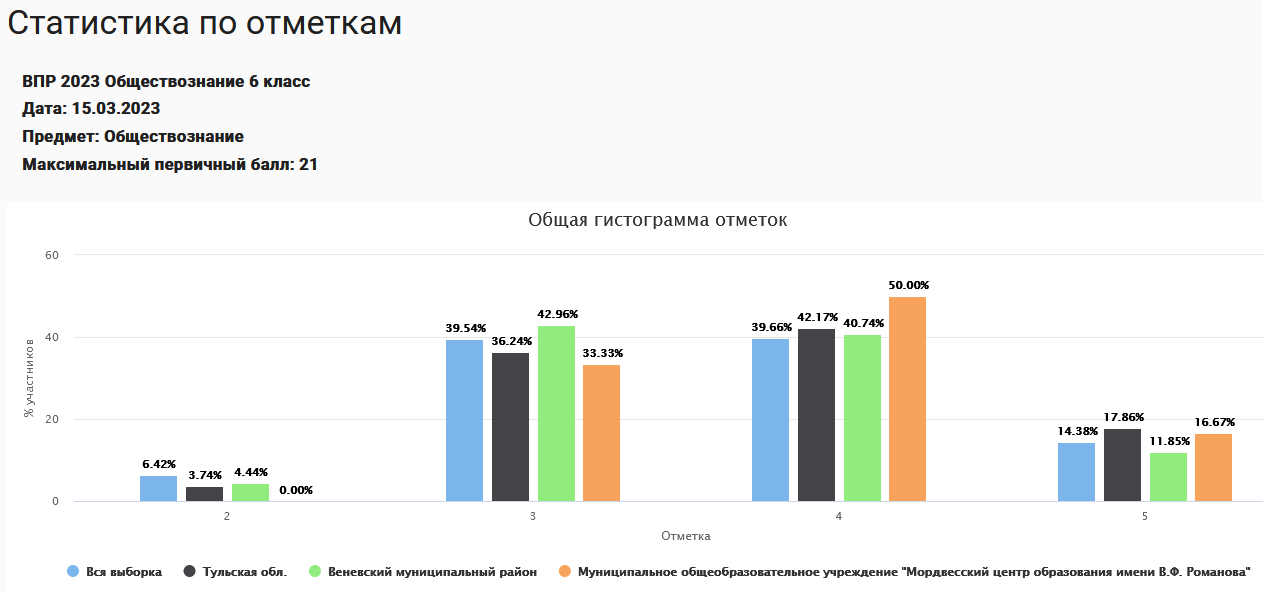 Статистика по отметкам
ВПР 2023 Обществознание 6 класс
Дата: 15.03.2023
Предмет: Обществознание
Максимальный первичный балл: 21
Общая гистограмма отметок
% участников
60
40
20
0
6.42%
3.74%
4.44%
0.00%
39.54%
36.24%
42.96%
33.33%
39.66%
42.17%
40.74%
50.00%
14.38%
17.86%
11.85%
16.67%
2
3
4
5
Отметка
Вся выборка
Тульская обл.
Веневский муниципальный район
Муниципальное общеобразовательное учреждение "Мордвесский центр образования имени В.Ф. Романова"